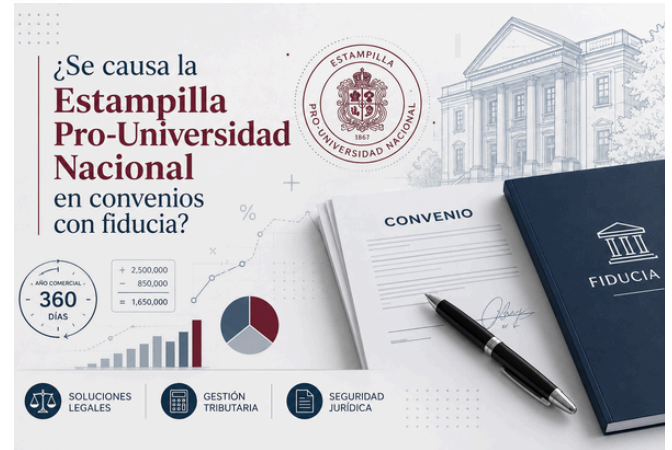 ¿Se causa la
Estampilla
Pro-Universidad
Nacional
en convenios
con fiducia?
ESTAMPILLA
PRO-UNIVERSIDAD NACIONAL
1867
%
AÑO COMERCIAL
360
DÍAS
+ 2,500,000
− 850,000
= 1,650,000
CONVENIO
FIDUCIA
SOLUCIONES
LEGALES
GESTIÓN
TRIBUTARIA
SEGURIDAD
JURÍDICA